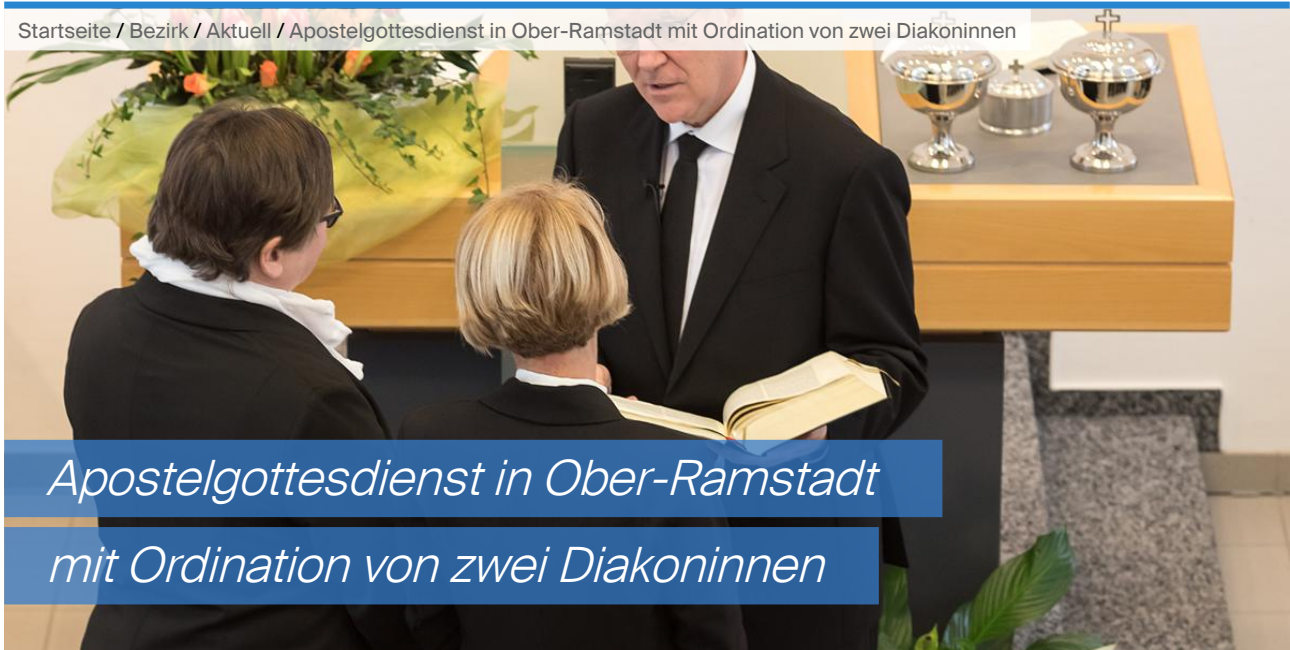 Startseite / Bezirk / Aktuell / Apostelgottesdienst in Ober-Ramstadt mit Ordination von zwei Diakoninnen
Apostelgottesdienst in Ober-Ramstadt
mit Ordination von zwei Diakoninnen